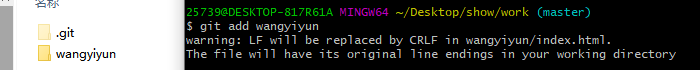 名称
.git
wangyiyun
25739@DESKTOP-817R61A MINGW64 ~/Desktop/show/work (master)
$ git add wangyiyun
warning: LF will be replaced by CRLF in wangyiyun/index.html.
The file will have its original line endings in your working directory